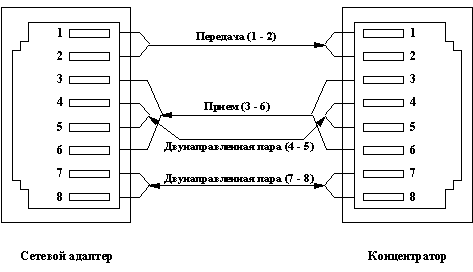 1 Передача (1 - 2) 1
2 2
3 3
Прием (3 - 6)
4 4
5 5
Двунаправленная пара (4 - 5)
6 6
7 Двунаправленная пара (7 - 8) 7
8 8
Сетевой адаптер Концентратор